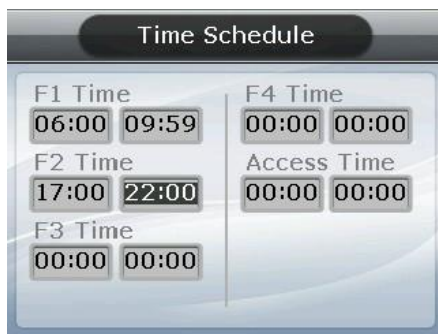 Time Schedule
F1 Time
06:00 09:59
F2 Time
17:00 22:00
F3 Time
00:00 00:00
F4 Time
00:00 00:00
Access Time
00:00 00:00